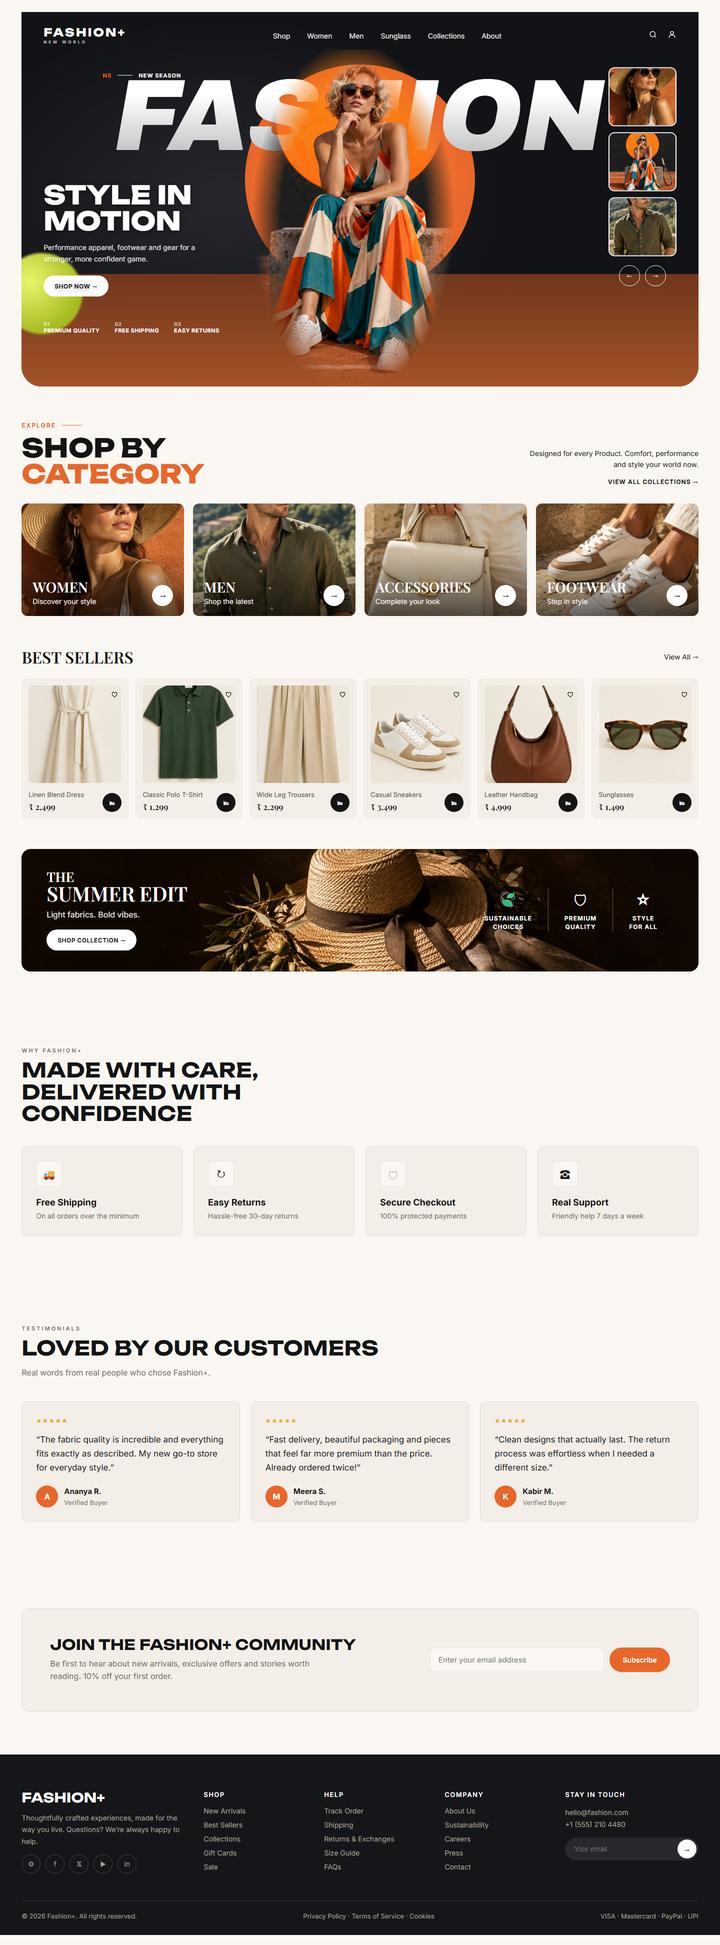 FASHION+
NEW WORLD
Shop Women Men Sunglass Collections About
NS NEW SEASON
FASHION
STYLE IN
MOTION
Performance apparel, footwear and gear for a
stronger, more confident game.
SHOP NOW →
01 02 03
PREMIUM QUALITY FREE SHIPPING EASY RETURNS
← →
EXPLORE
SHOP BY
CATEGORY
Designed for every Product. Comfort, performance
and style your world now.
VIEW ALL COLLECTIONS →
WOMEN
Discover your style
→
MEN
Shop the latest
→
ACCESSORIES
Complete your look
→
FOOTWEAR
Step in style
→
BEST SELLERS
View All →
Linen Blend Dress
₹ 2,499
Classic Polo T-Shirt
₹ 1,299
Wide Leg Trousers
₹ 2,299
Casual Sneakers
₹ 3,499
Leather Handbag
₹ 4,999
Sunglasses
₹ 1,499
THE
SUMMER EDIT
Light fabrics. Bold vibes.
SHOP COLLECTION →
SUSTAINABLE
CHOICES
PREMIUM
QUALITY
STYLE
FOR ALL
WHY FASHION+
MADE WITH CARE,
DELIVERED WITH
CONFIDENCE
Free Shipping
On all orders over the minimum
Easy Returns
Hassle-free 30-day returns
Secure Checkout
100% protected payments
Real Support
Friendly help 7 days a week
TESTIMONIALS
LOVED BY OUR CUSTOMERS
Real words from real people who chose Fashion+.
★★★★★
“The fabric quality is incredible and everything
fits exactly as described. My new go-to store
for everyday style.”
A
Ananya R.
Verified Buyer
★★★★★
“Fast delivery, beautiful packaging and pieces
that feel far more premium than the price.
Already ordered twice!”
M
Meera S.
Verified Buyer
★★★★★
“Clean designs that actually last. The return
process was effortless when I needed a
different size.”
K
Kabir M.
Verified Buyer
JOIN THE FASHION+ COMMUNITY
Be first to hear about new arrivals, exclusive offers and stories worth
reading. 10% off your first order.
Enter your email address
Subscribe
FASHION+
Thoughtfully crafted experiences, made for the
way you live. Questions? We're always happy to
help.
f 𝕏 ▶ in
SHOP
New Arrivals
Best Sellers
Collections
Gift Cards
Sale
HELP
Track Order
Shipping
Returns & Exchanges
Size Guide
FAQs
COMPANY
About Us
Sustainability
Careers
Press
Contact
STAY IN TOUCH
hello@fashion.com
+1 (555) 210 4480
Your email
→
© 2026 Fashion+. All rights reserved.
Privacy Policy · Terms of Service · Cookies
VISA · Mastercard · PayPal · UPI